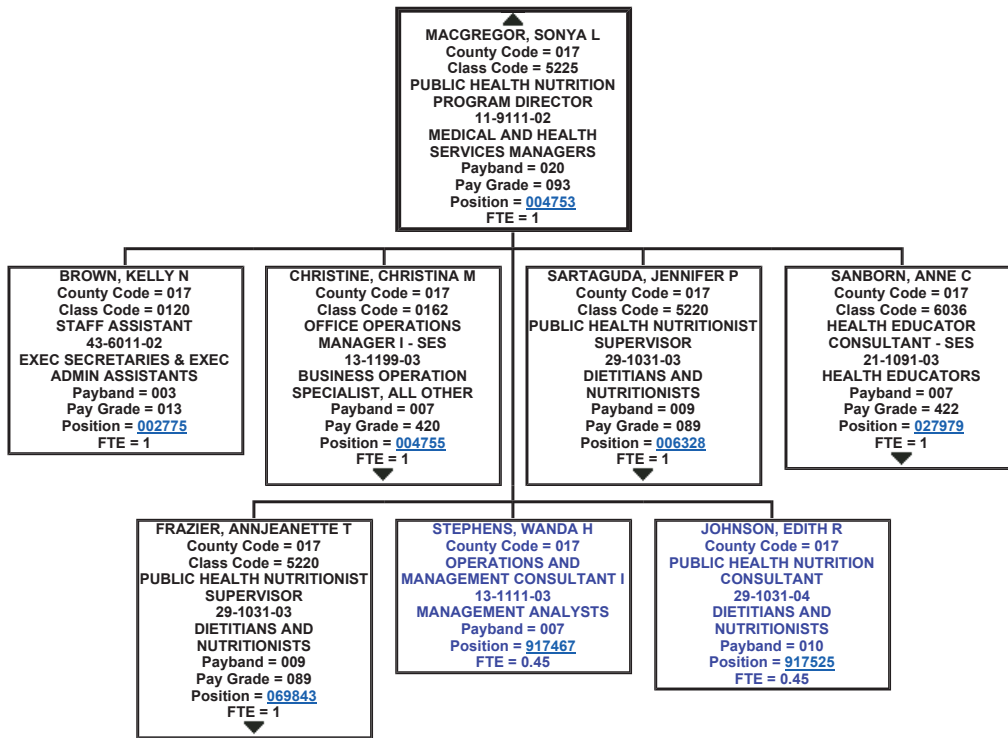 MACGREGOR, SONYA L
County Code = 017
Class Code = 5225
PUBLIC HEALTH NUTRITION
PROGRAM DIRECTOR
11-9111-02
MEDICAL AND HEALTH
SERVICES MANAGERS
Payband = 020
Pay Grade = 093
Position = 004753
FTE = 1
BROWN, KELLY N
County Code = 017
Class Code = 0120
STAFF ASSISTANT
43-6011-02
EXEC SECRETARIES & EXEC
ADMIN ASSISTANTS
Payband = 003
Pay Grade = 013
Position = 002775
FTE = 1
CHRISTINE, CHRISTINA M
County Code = 017
Class Code = 0162
OFFICE OPERATIONS
MANAGER I - SES
13-1199-03
BUSINESS OPERATION
SPECIALIST, ALL OTHER
Payband = 007
Pay Grade = 420
Position = 004755
FTE = 1
SARTAGUDA, JENNIFER P
County Code = 017
Class Code = 5220
PUBLIC HEALTH NUTRITIONIST
SUPERVISOR
29-1031-03
DIETITIANS AND
NUTRITIONISTS
Payband = 009
Pay Grade = 089
Position = 006328
FTE = 1
SANBORN, ANNE C
County Code = 017
Class Code = 6036
HEALTH EDUCATOR
CONSULTANT - SES
21-1091-03
HEALTH EDUCATORS
Payband = 007
Pay Grade = 422
Position = 027979
FTE = 1
FRAZIER, ANNJEANETTE T
County Code = 017
Class Code = 5220
PUBLIC HEALTH NUTRITIONIST
SUPERVISOR
29-1031-03
DIETITIANS AND
NUTRITIONISTS
Payband = 009
Pay Grade = 089
Position = 069843
FTE = 1
STEPHENS, WANDA H
County Code = 017
OPERATIONS AND
MANAGEMENT CONSULTANT I
13-1111-03
MANAGEMENT ANALYSTS
Payband = 007
Position = 917467
FTE = 0.45
JOHNSON, EDITH R
County Code = 017
PUBLIC HEALTH NUTRITION
CONSULTANT
29-1031-04
DIETITIANS AND
NUTRITIONISTS
Payband = 010
Position = 917525
FTE = 0.45